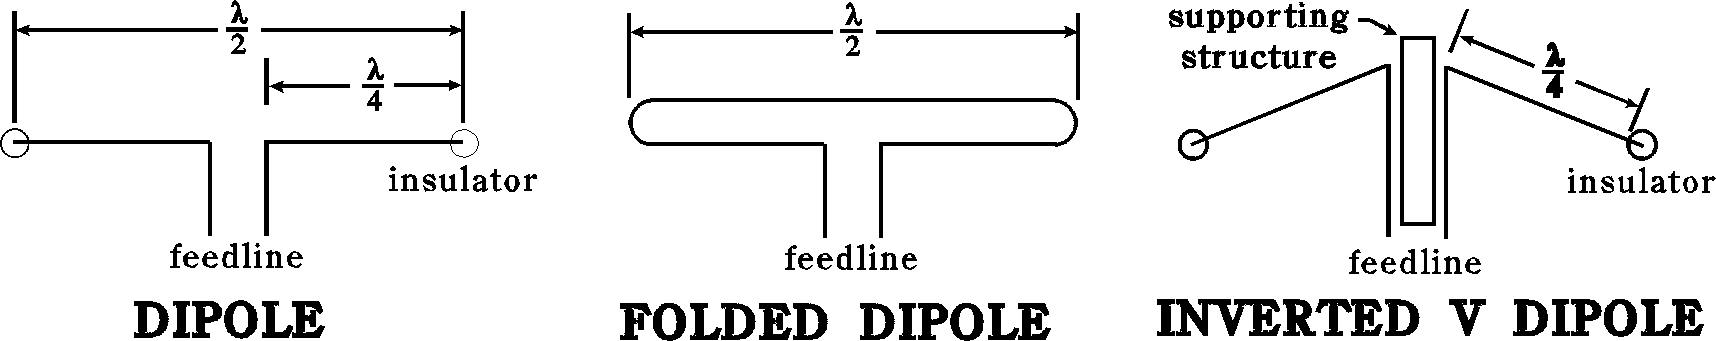 λ
2
λ
4
insulator
feedline
DIPOLE
λ
2
feedline
FOLDED DIPOLE
supporting
structure
λ
4
insulator
feedline
INVERTED V DIPOLE